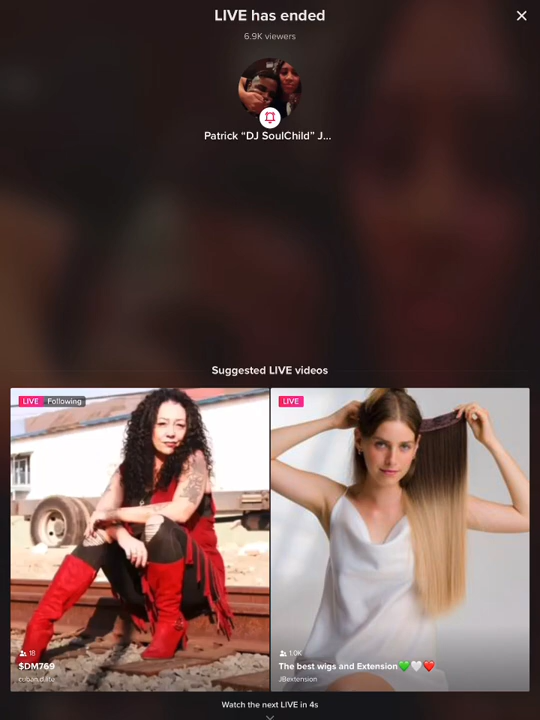 LIVE has ended
6.9K viewers
Patrick “DJ SoulChild” J...
Suggested LIVE videos
LIVE Following
LIVE
18
$DM769
cuban.date
1.0K
The best wigs and Extension💚🤍❤️
JBextension
Watch the next LIVE in 4s